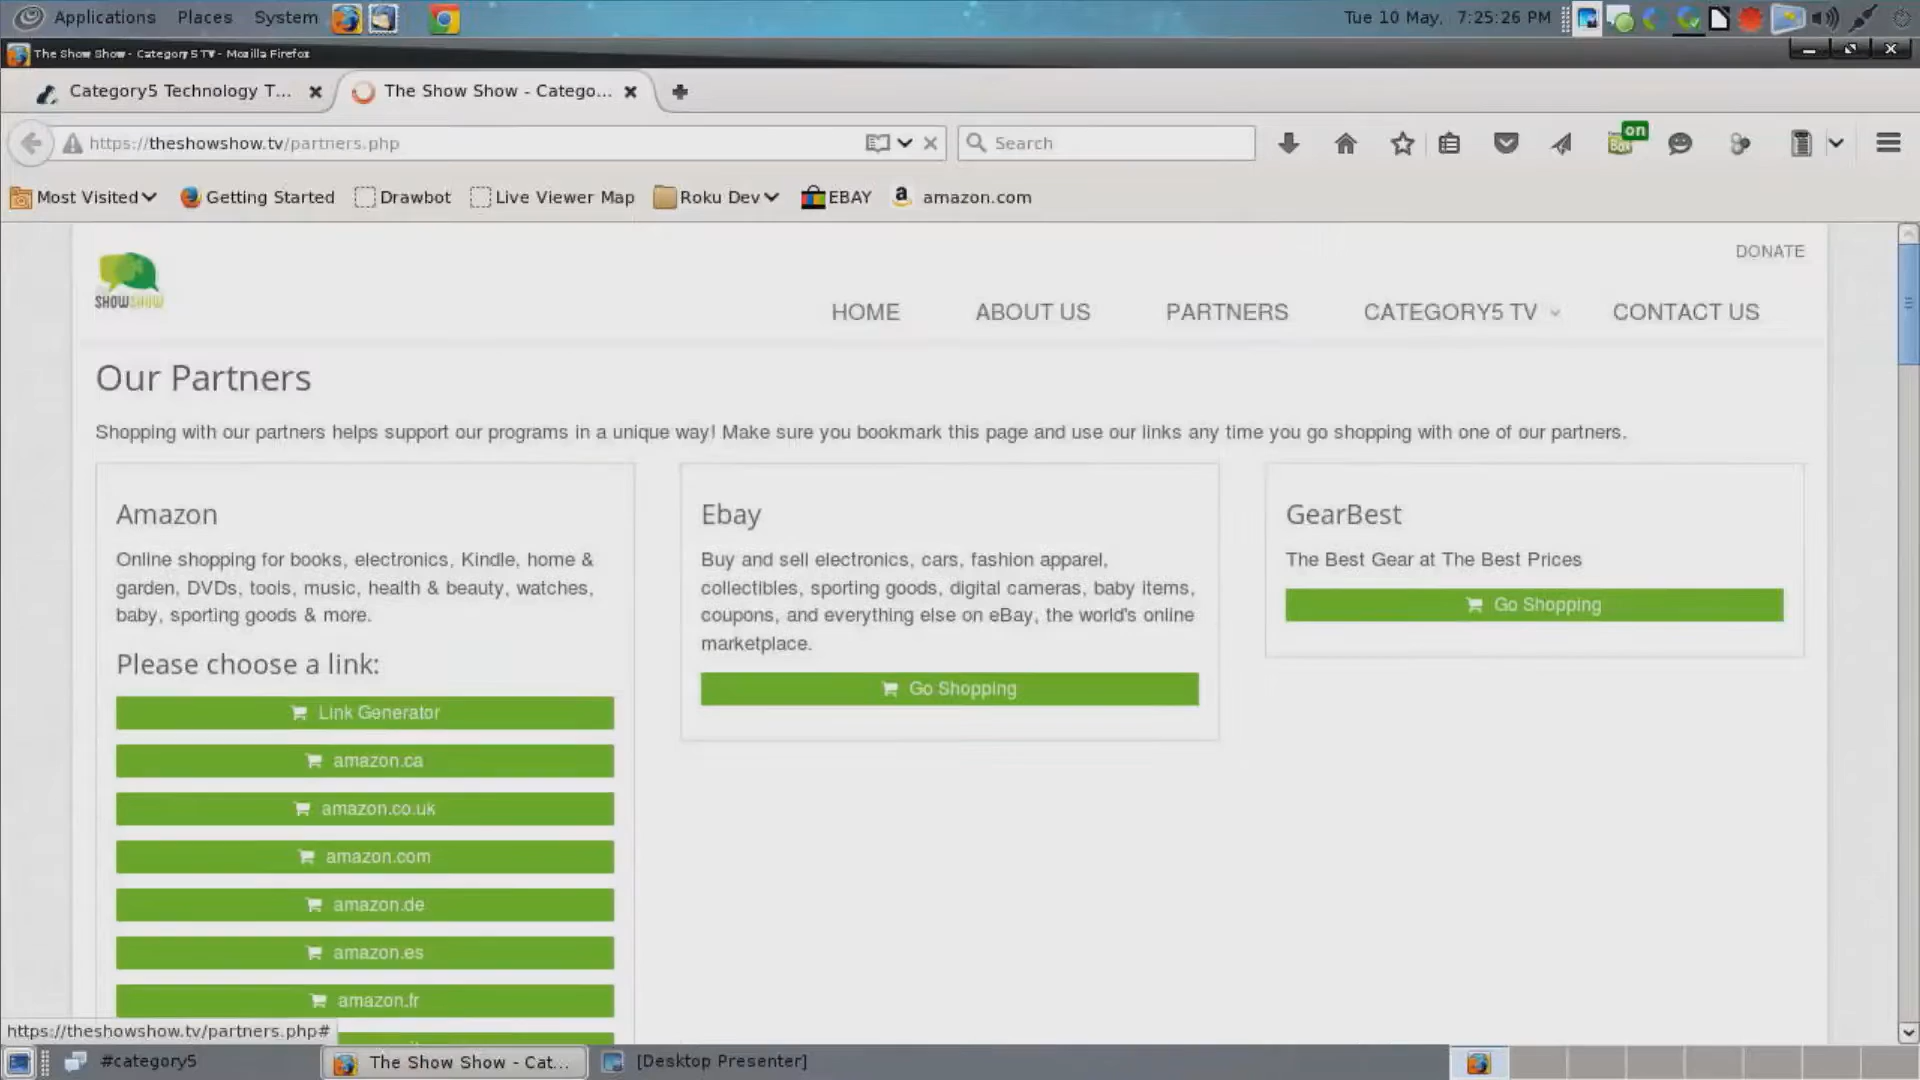 Applications Places System
Tue 10 May, 7:25:26 PM
The Show Show - Category5 TV - Mozilla Firefox
Category5 Technology T...
The Show Show - Catego...
https://theshowshow.tv/partners.php
Search
on
Most Visited
Getting Started
Drawbot
Live Viewer Map
Roku Dev
EBAY
amazon.com
DONATE
SHOWSHOW
HOME
ABOUT US
PARTNERS
CATEGORY5 TV
CONTACT US
Our Partners
Shopping with our partners helps support our programs in a unique way! Make sure you bookmark this page and use our links any time you go shopping with one of our partners.
Amazon
Online shopping for books, electronics, Kindle, home &
garden, DVDs, tools, music, health & beauty, watches,
baby, sporting goods & more.
Please choose a link:
Link Generator
amazon.ca
amazon.co.uk
amazon.com
amazon.de
amazon.es
amazon.fr
Ebay
Buy and sell electronics, cars, fashion apparel,
collectibles, sporting goods, digital cameras, baby items,
coupons, and everything else on eBay, the world's online
marketplace.
Go Shopping
GearBest
The Best Gear at The Best Prices
Go Shopping
https://theshowshow.tv/partners.php#
#category5
The Show Show - Cat...
[Desktop Presenter]